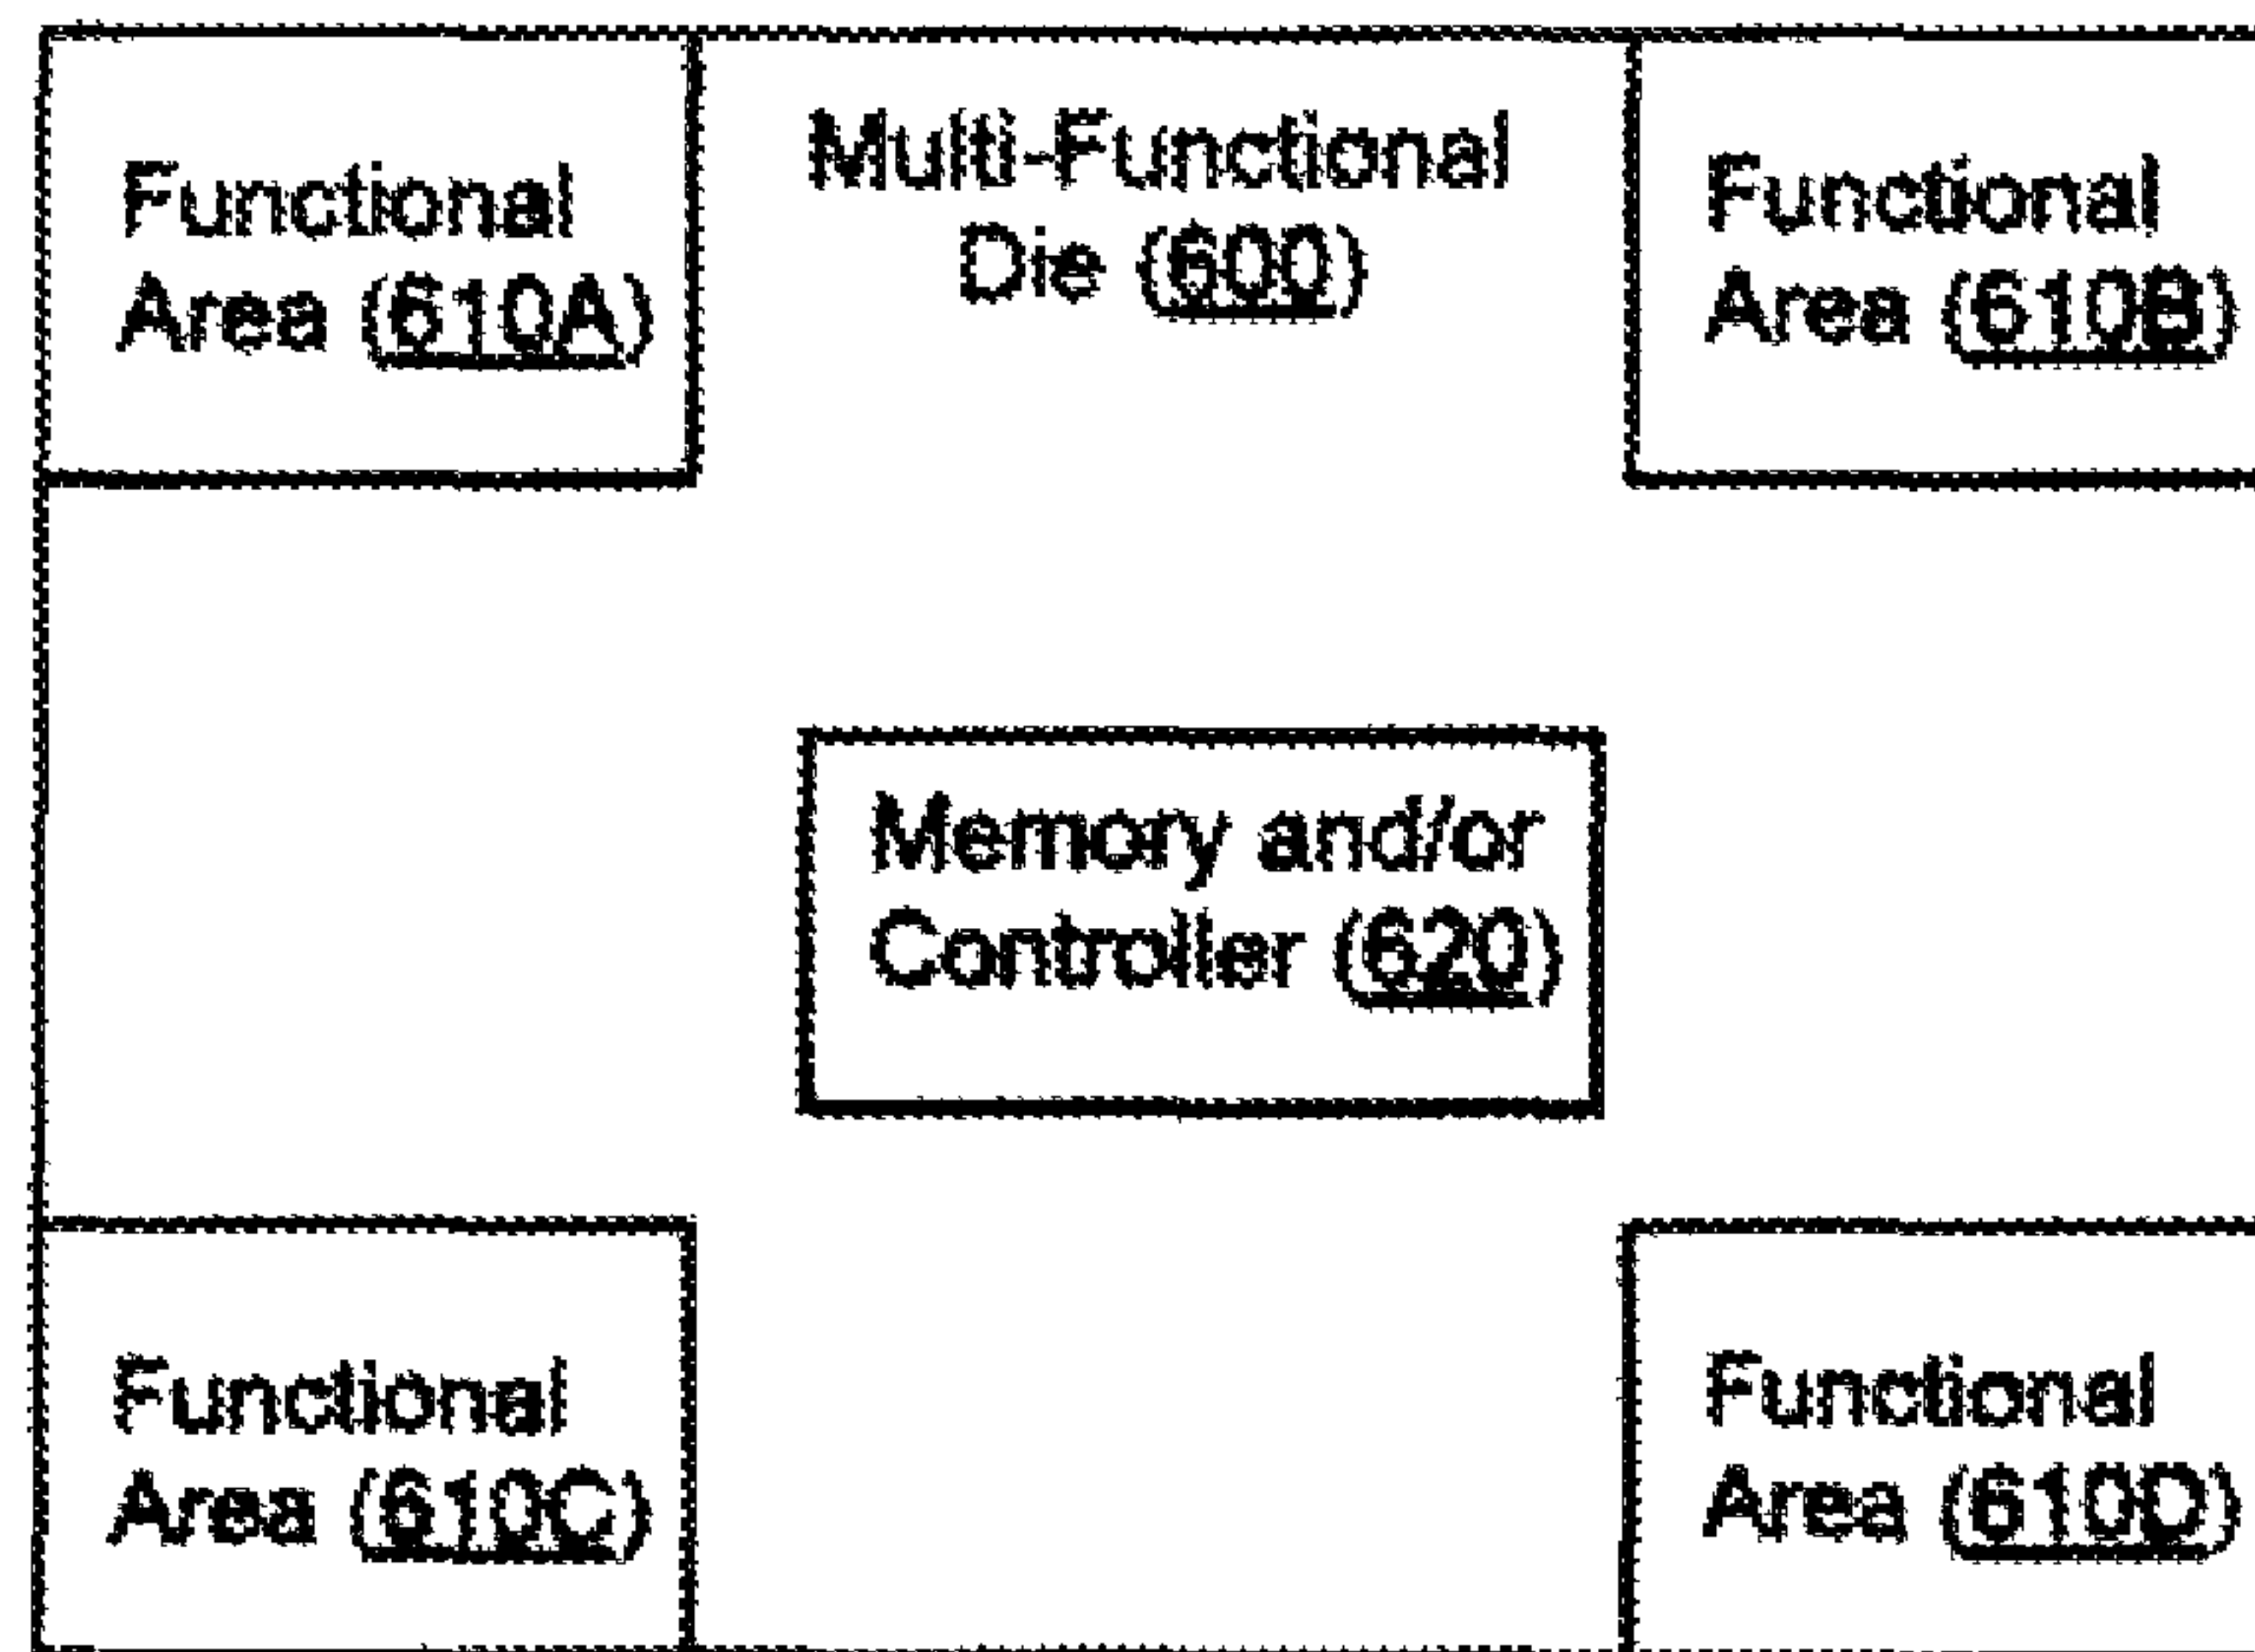 Functional
Area (610A)
Multi-Functional
Die (600)
Functional
Area (610B)
Memory and/or
Controller (620)
Functional
Area (610C)
Functional
Area (610D)